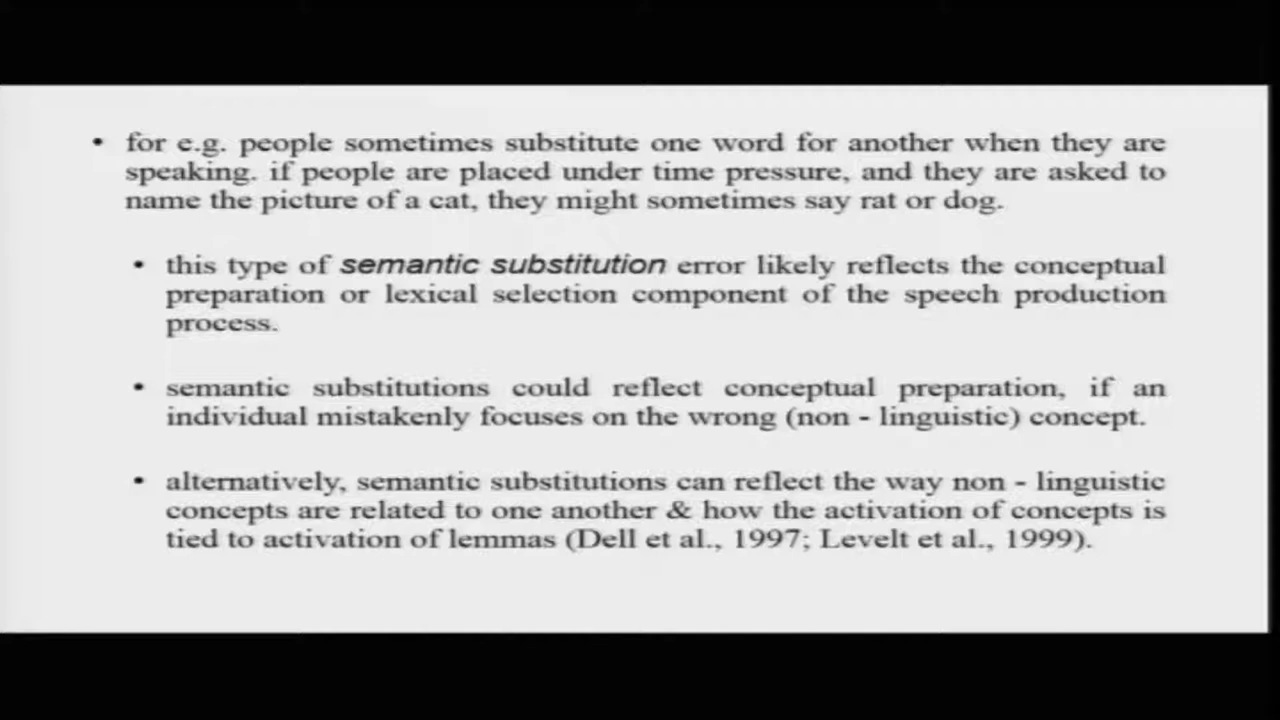 • for e.g. people sometimes substitute one word for another when they are
speaking. if people are placed under time pressure, and they are asked to
name the picture of a cat, they might sometimes say rat or dog.
• this type of semantic substitution error likely reflects the conceptual
preparation or lexical selection component of the speech production
process.
• semantic substitutions could reflect conceptual preparation, if an
individual mistakenly focuses on the wrong (non - linguistic) concept.
• alternatively, semantic substitutions can reflect the way non - linguistic
concepts are related to one another & how the activation of concepts is
tied to activation of lemmas (Dell et al., 1997; Levelt et al., 1999).